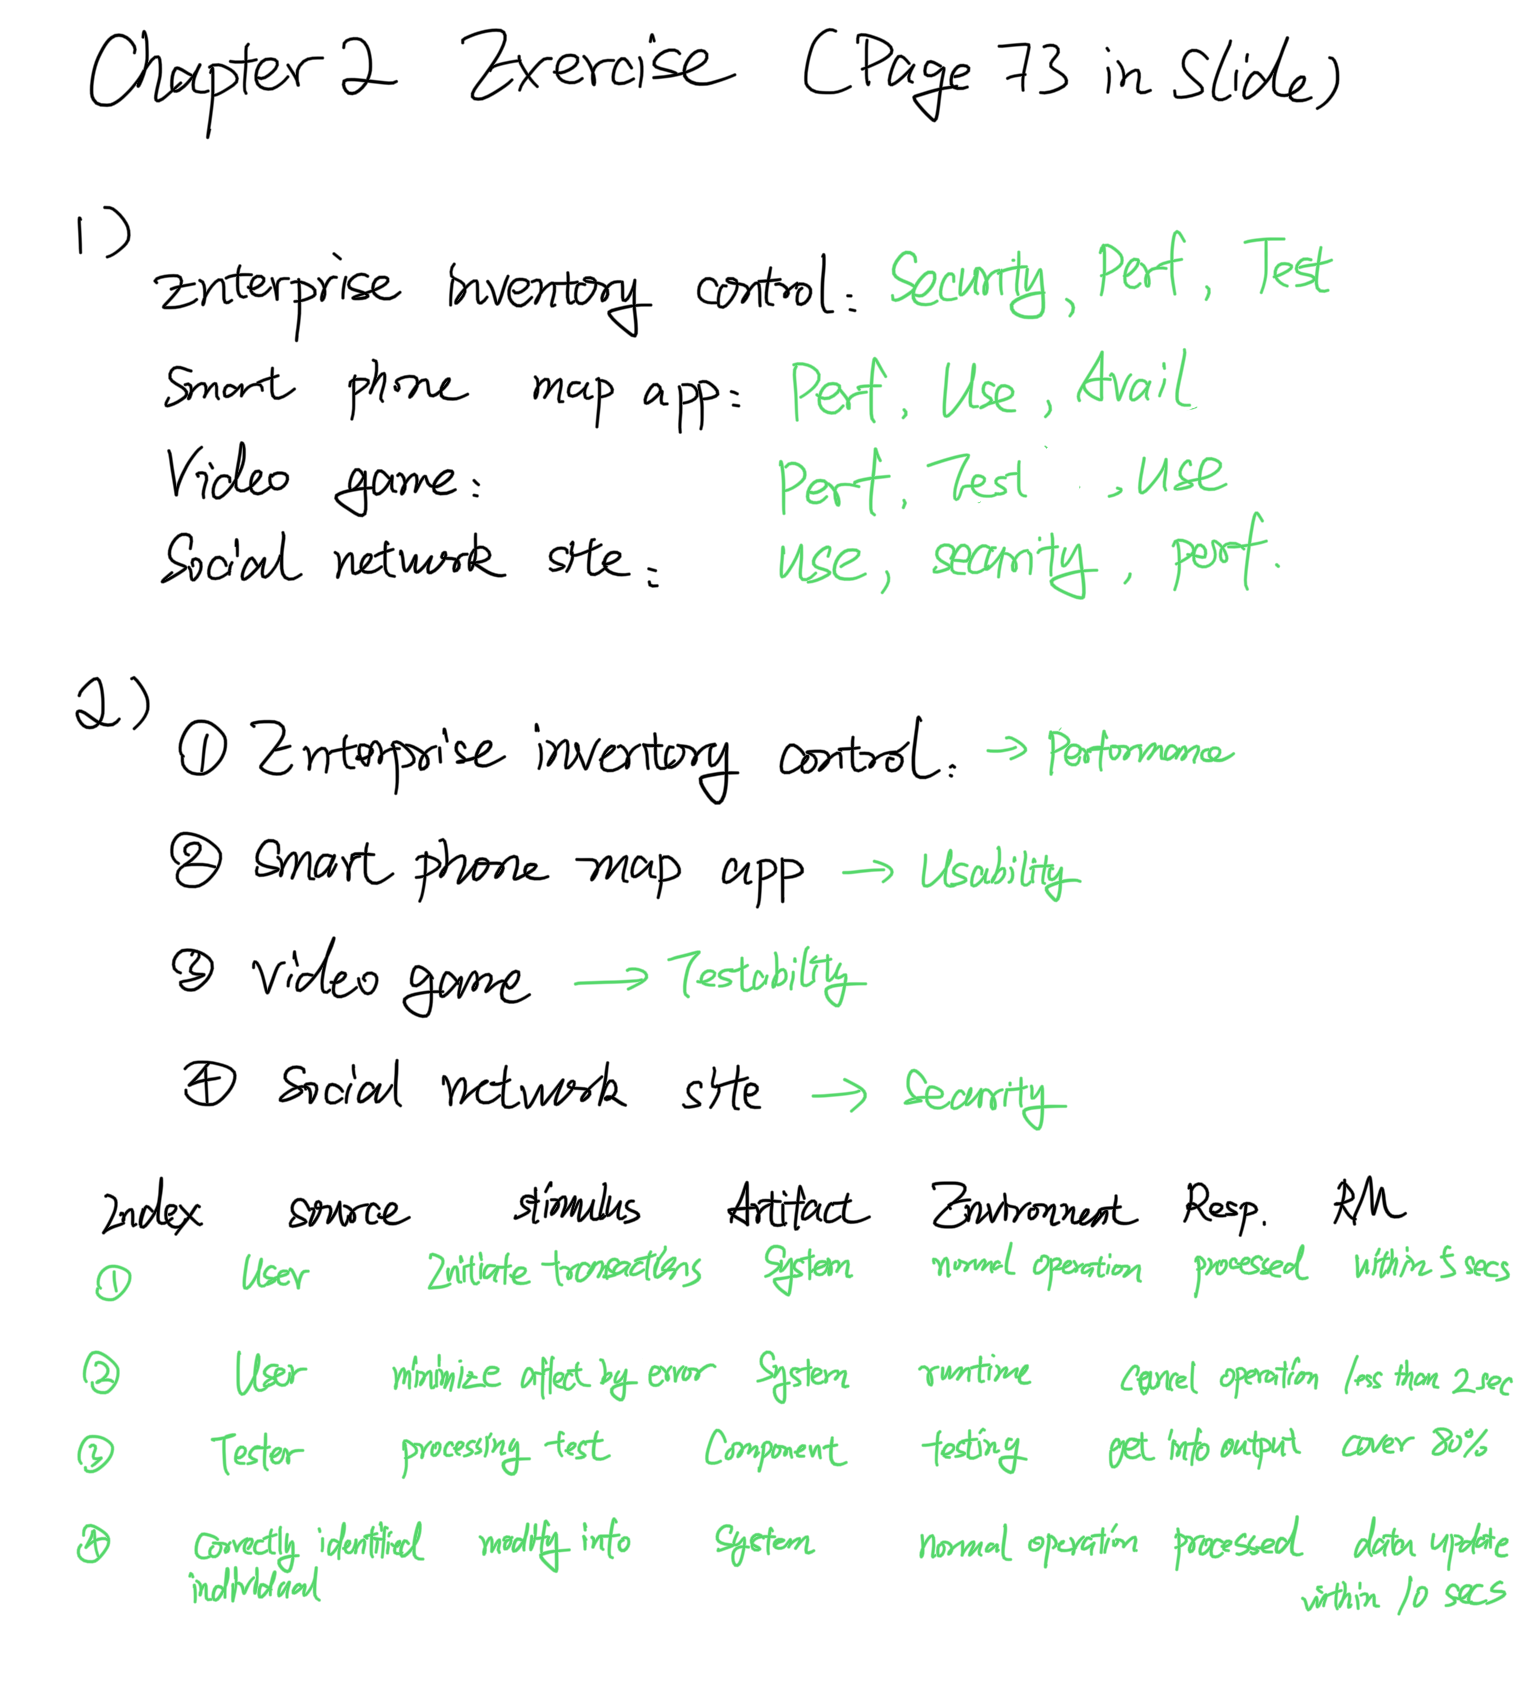 Chapter 2 Exercise (Page 73 in Slide)
1)
Enterprise inventory control: Security, Perf, Test
Smart phone map app: Perf, Use, Avail
Video game: Perf, Test, use
Social network site: use, security, perf.
2)
① Enterprise inventory control: → Performance
② Smart phone map app → Usability
③ video game → Testability
④ Social network site → Security
Index source stimulus Artifact Environment Resp. RM
① User Initiate transactions System normal operation processed within 5 secs
② User minimize affect by error System runtime Cancel operation less than 2 sec
③ Tester processing test Component testing get info output cover 80%
④ Correctly identified modify info System normal operation processed data update
individual within 10 secs